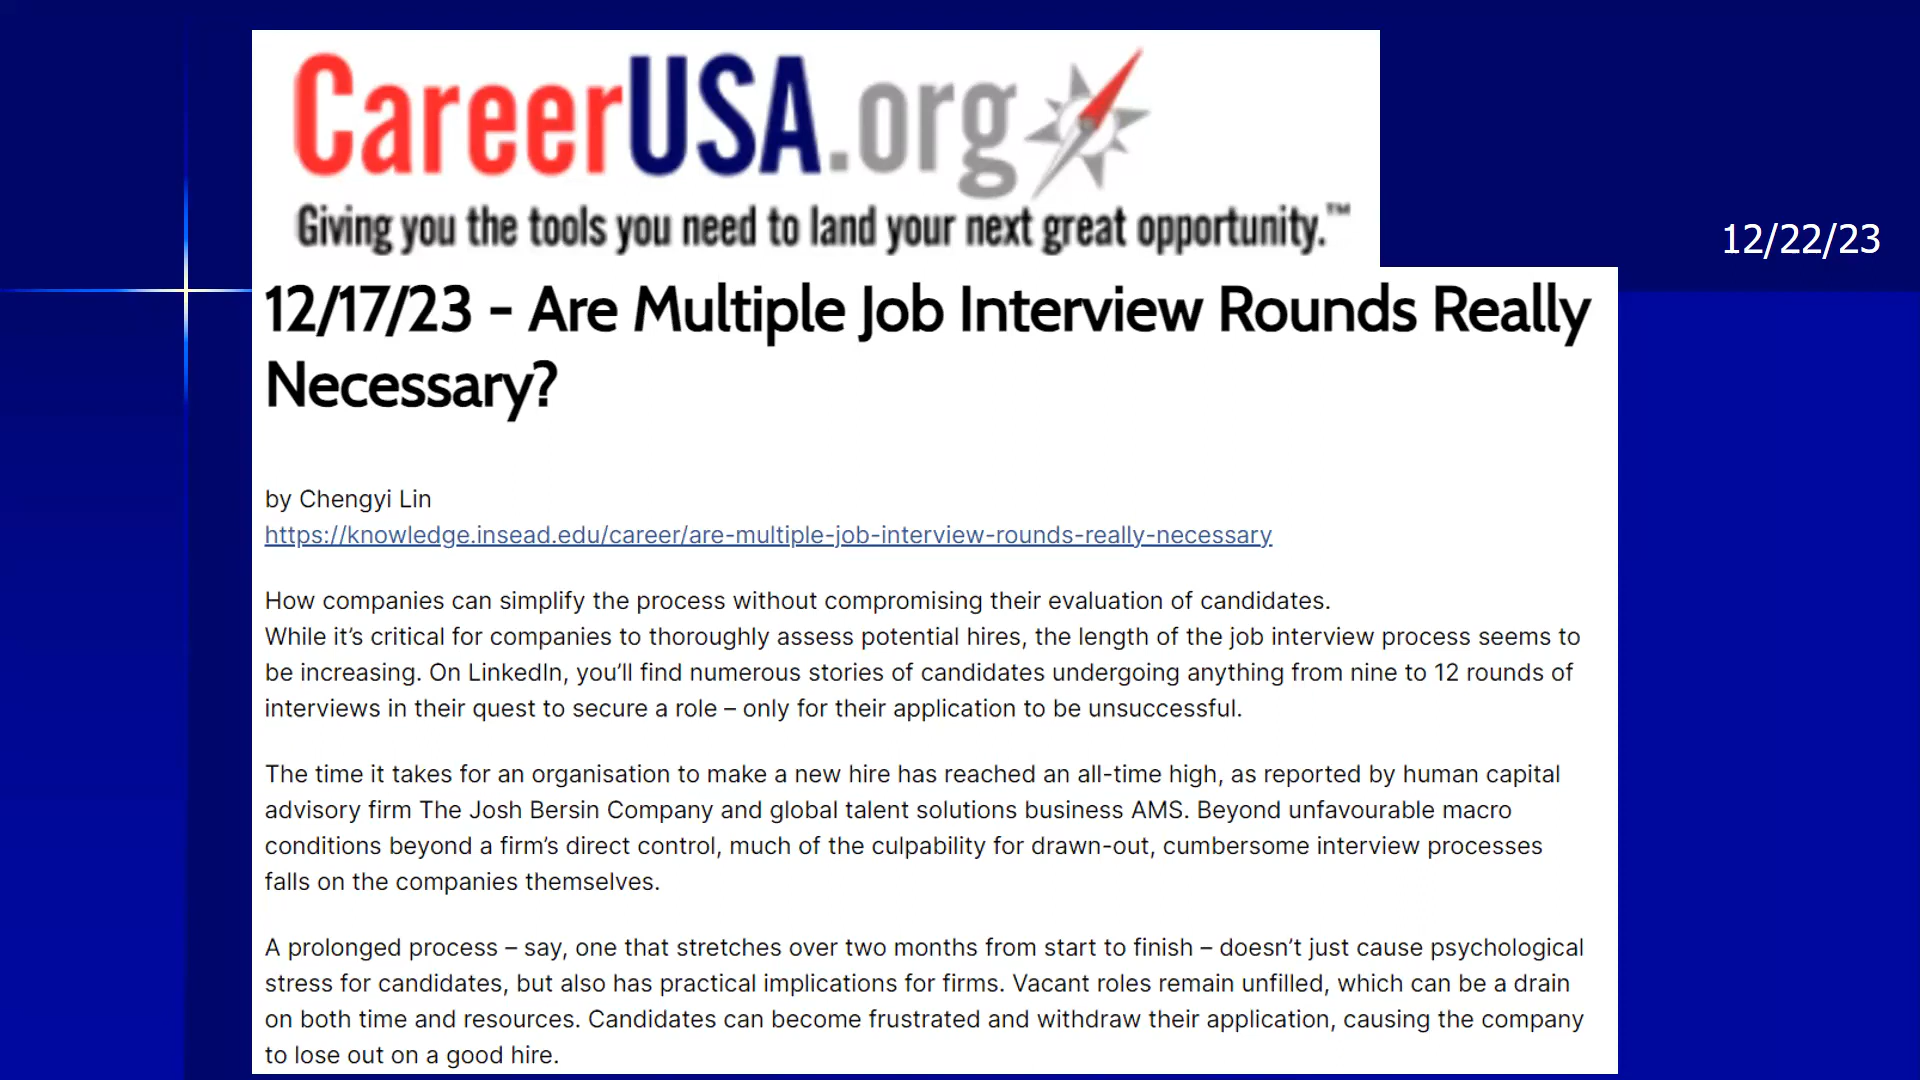 CareerUSA.org
Giving you the tools you need to land your next great opportunity.™
12/22/23
12/17/23 - Are Multiple Job Interview Rounds Really
Necessary?
by Chengyi Lin
https://knowledge.insead.edu/career/are-multiple-job-interview-rounds-really-necessary
How companies can simplify the process without compromising their evaluation of candidates.
While it’s critical for companies to thoroughly assess potential hires, the length of the job interview process seems to
be increasing. On LinkedIn, you’ll find numerous stories of candidates undergoing anything from nine to 12 rounds of
interviews in their quest to secure a role – only for their application to be unsuccessful.
The time it takes for an organisation to make a new hire has reached an all-time high, as reported by human capital
advisory firm The Josh Bersin Company and global talent solutions business AMS. Beyond unfavourable macro
conditions beyond a firm’s direct control, much of the culpability for drawn-out, cumbersome interview processes
falls on the companies themselves.
A prolonged process – say, one that stretches over two months from start to finish – doesn’t just cause psychological
stress for candidates, but also has practical implications for firms. Vacant roles remain unfilled, which can be a drain
on both time and resources. Candidates can become frustrated and withdraw their application, causing the company
to lose out on a good hire.